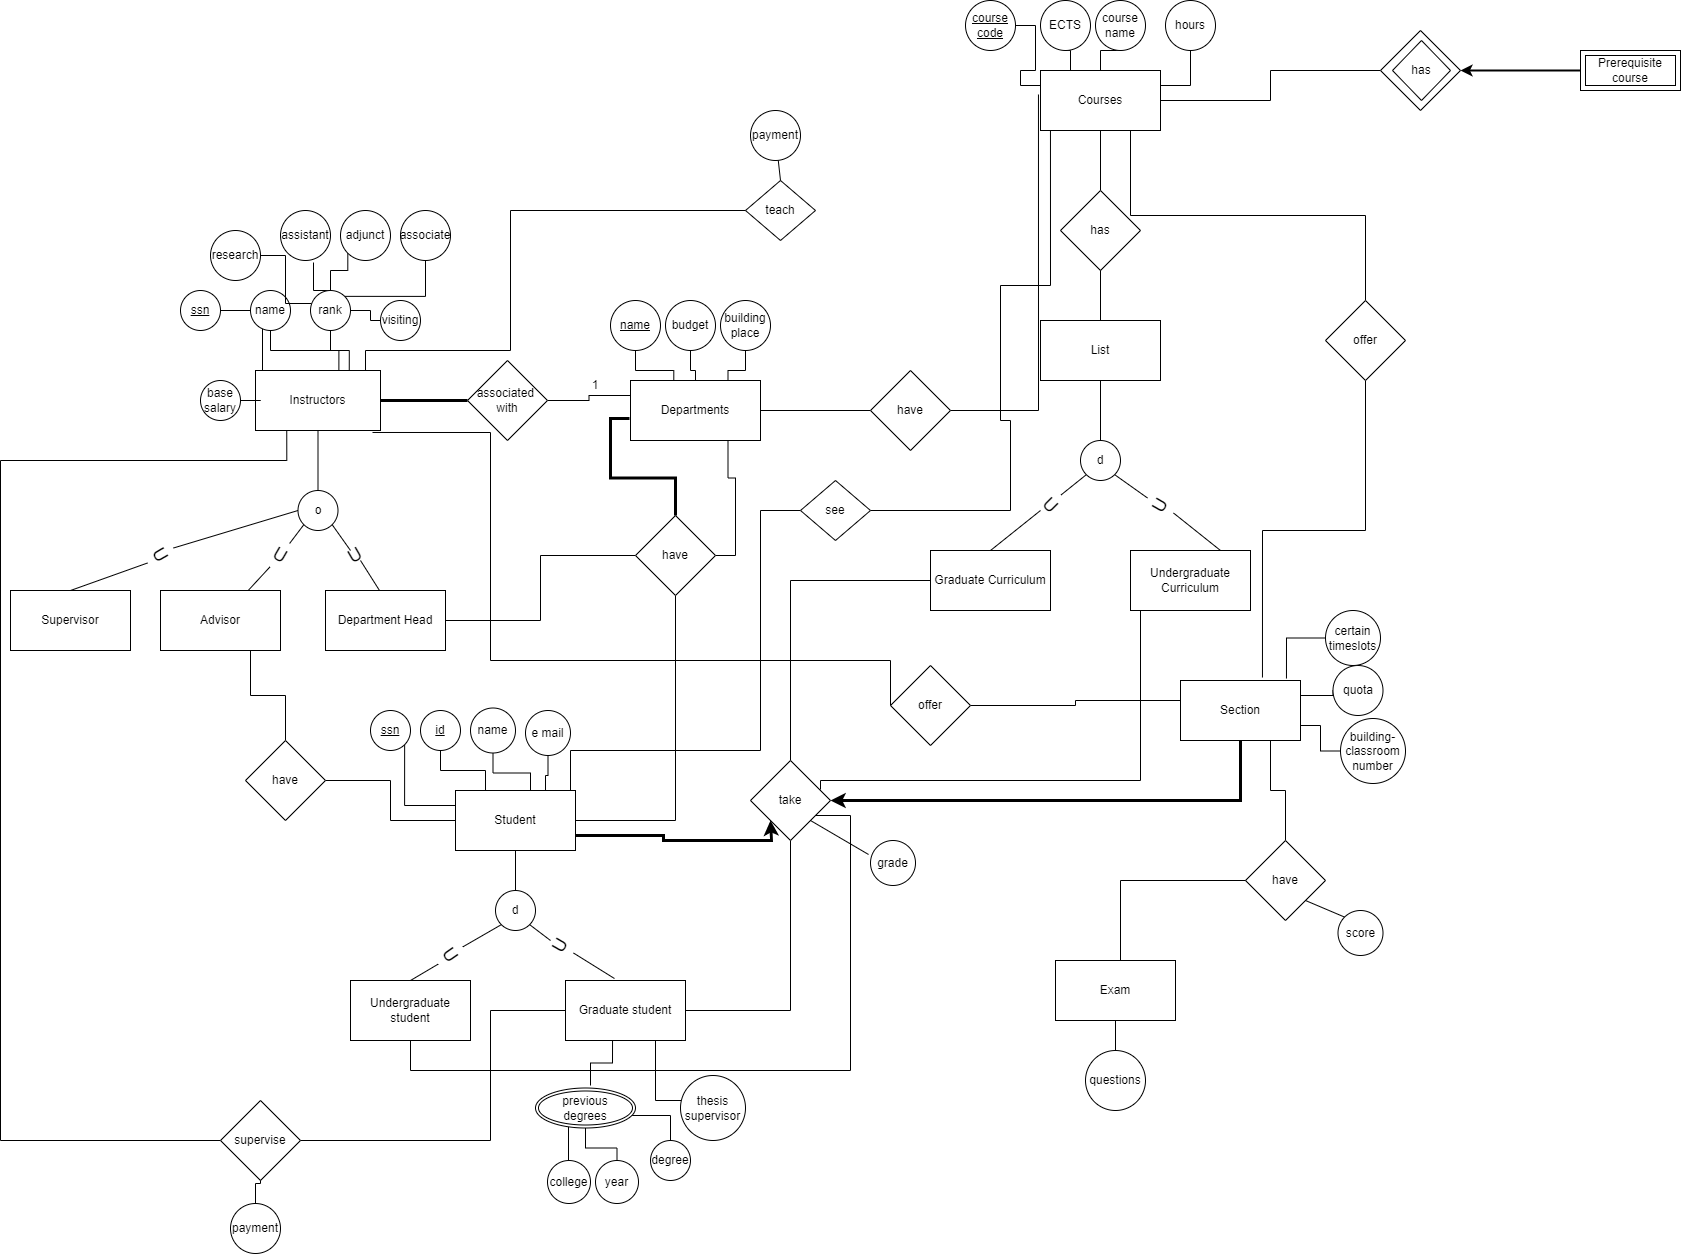 course
code
ECTS
course
name
hours
has
Prerequisite
course
Courses
payment
teach
has
research
assistant
adjunct
associate
ssn
name
rank
visiting
name
budget
building
place
List
offer
base
salary
Instructors
associated
with
1
Departments
have
d
o
see
have
Graduate Curriculum
Undergraduate
Curriculum
Supervisor
Advisor
Department Head
certain
timeslots
quota
offer
Section
building-
classroom
number
ssn
id
name
e mail
have
Student
take
grade
have
score
d
Undergraduate
student
Graduate student
Exam
questions
previous
degrees
thesis
supervisor
supervise
degree
college
year
payment